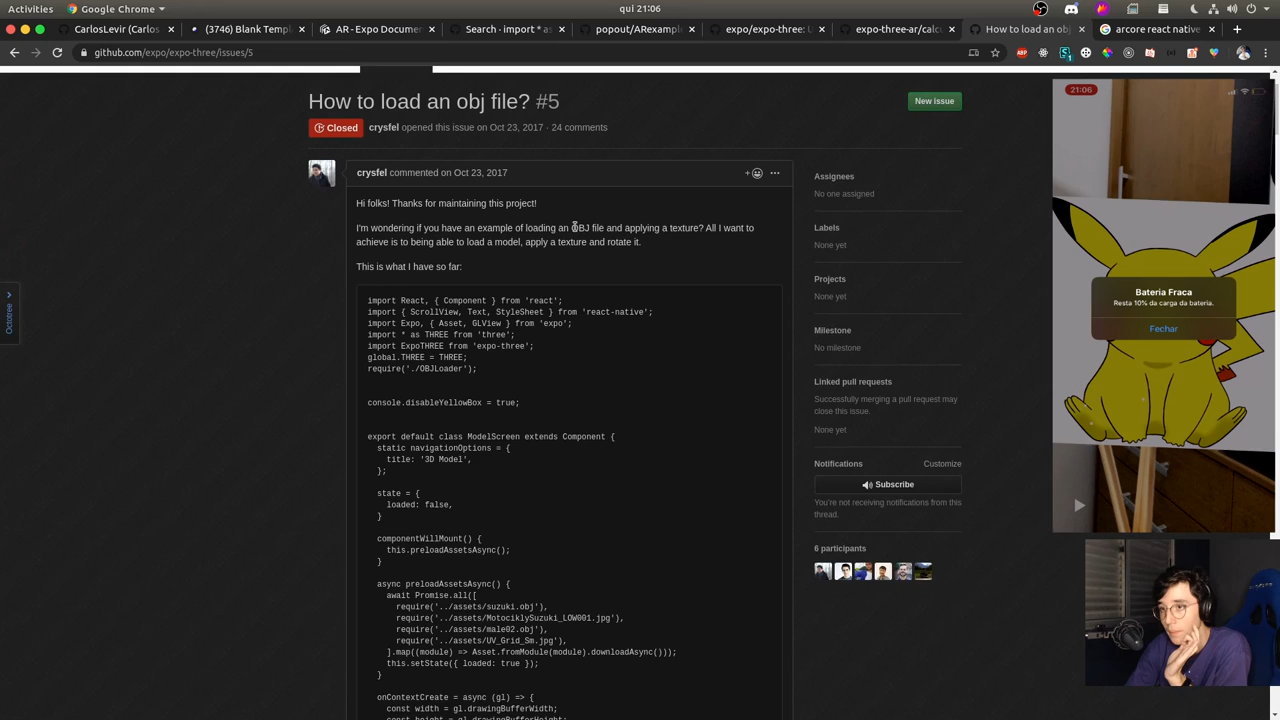 Activities Google Chrome qui 21:06
CarlosLevir (Carlos (3746) Blank Templ AR - Expo Document Search · import * as popout/ARexampl expo/expo-three: U expo-three-ar/calcu How to load an obj arcore react native
github.com/expo/expo-three/issues/5
How to load an obj file? #5
New issue
Closed crysfel opened this issue on Oct 23, 2017 · 24 comments
crysfel commented on Oct 23, 2017
Hi folks! Thanks for maintaining this project!
I'm wondering if you have an example of loading an OBJ file and applying a texture? All I want to
achieve is to being able to load a model, apply a texture and rotate it.
This is what I have so far:
import React, { Component } from 'react';
import { ScrollView, Text, StyleSheet } from 'react-native';
import Expo, { Asset, GLView } from 'expo';
import * as THREE from 'three';
import ExpoTHREE from 'expo-three';
global.THREE = THREE;
require('./OBJLoader');
console.disableYellowBox = true;
export default class ModelScreen extends Component {
static navigationOptions = {
title: '3D Model',
};
state = {
loaded: false,
}
componentWillMount() {
this.preloadAssetsAsync();
}
async preloadAssetsAsync() {
await Promise.all([
require('../assets/suzuki.obj'),
require('../assets/MotociklySuzuki_LOW001.jpg'),
require('../assets/male02.obj'),
require('../assets/UV_Grid_Sm.jpg'),
].map((module) => Asset.fromModule(module).downloadAsync()));
this.setState({ loaded: true });
}
onContextCreate = async (gl) => {
const width = gl.drawingBufferWidth;
const height = gl.drawingBufferHeight;
Assignees
No one assigned
Labels
None yet
Projects
None yet
Milestone
No milestone
Linked pull requests
Successfully merging a pull request may
close this issue.
None yet
Notifications Customize
Subscribe
You're not receiving notifications from this
thread.
6 participants
Octotree
21:06
Bateria Fraca
Resta 10% da carga da bateria.
Fechar